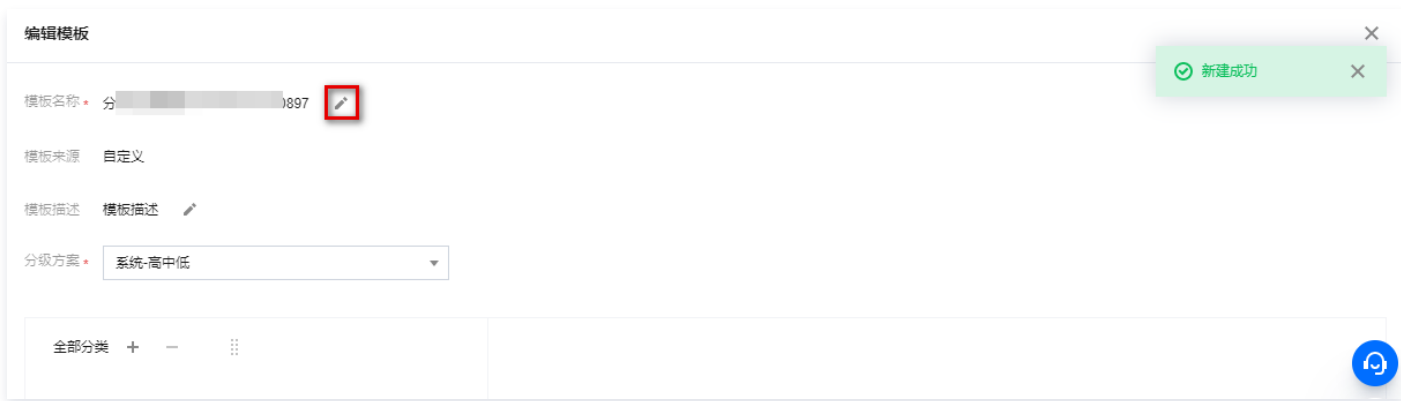 编辑模板
新建成功
模板名称 * 分 0897
模板来源 自定义
模板描述 模板描述
分级方案 * 系统-高中低
全部分类